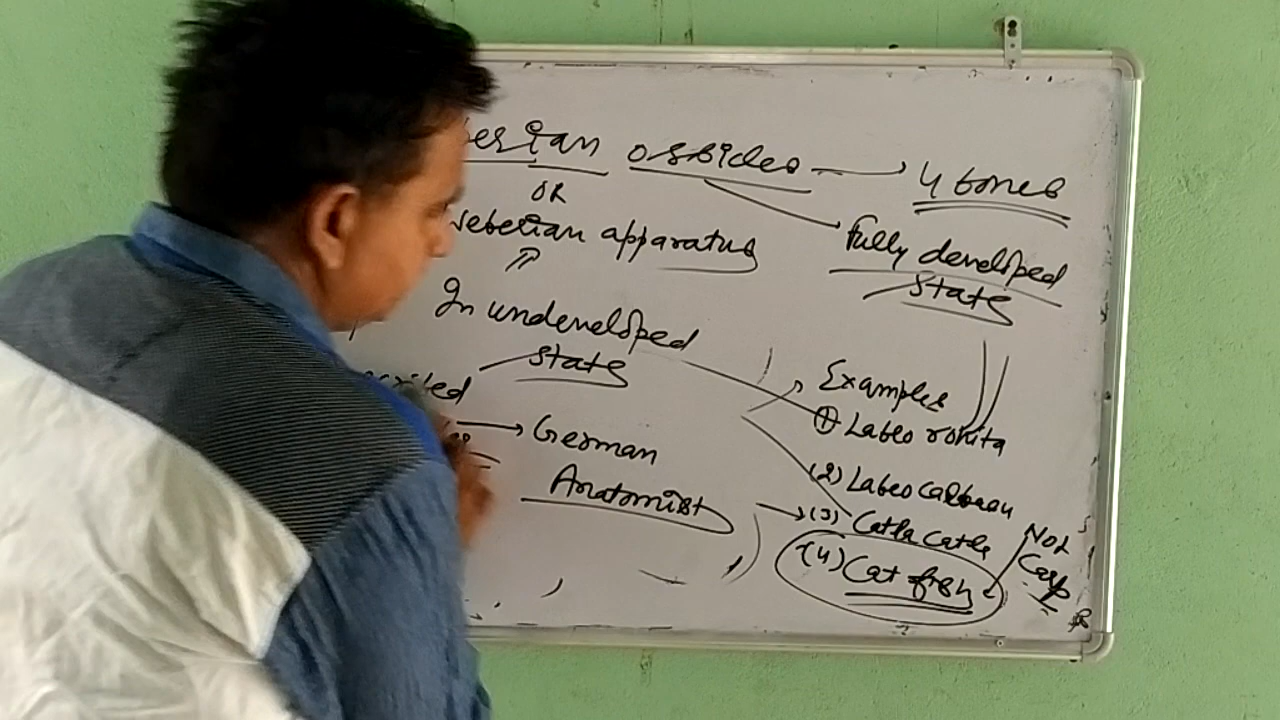 erian ossicles → 4 bones
OR
Weberian apparatus
Fully developed
state
In undeveloped
state
Examples
(1) Labeo rohita
German
Anatomist
(2) Labeo calbasu
(3) Catla catla
(4) Cat fish
Not
Carp